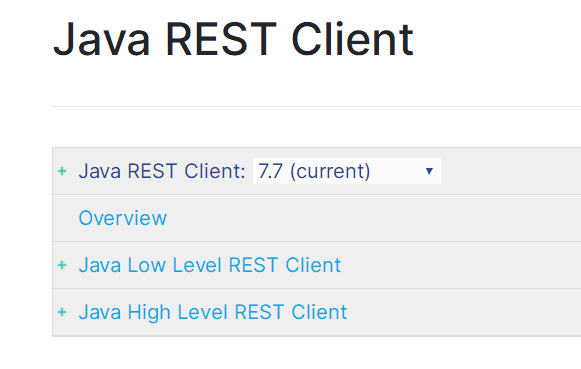 Java REST Client
+ Java REST Client: 7.7 (current) ▼
Overview
+ Java Low Level REST Client
+ Java High Level REST Client